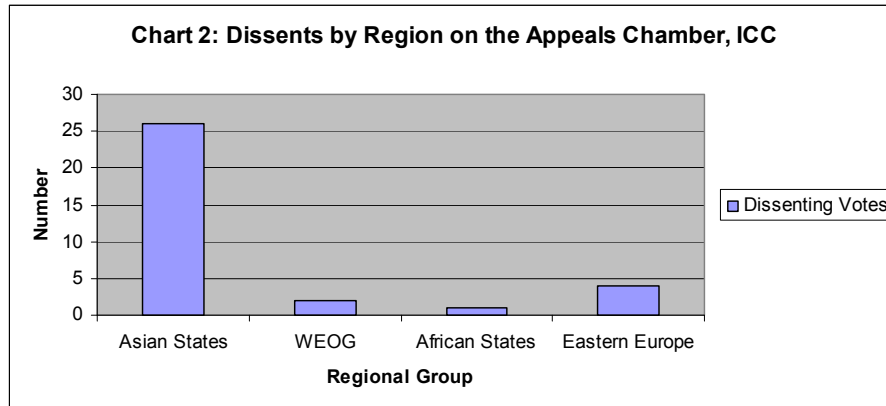 Chart 2: Dissents by Region on the Appeals Chamber, ICC
30
25
20
15
10
5
0
Number
Asian States
WEOG
African States
Eastern Europe
Regional Group
Dissenting Votes